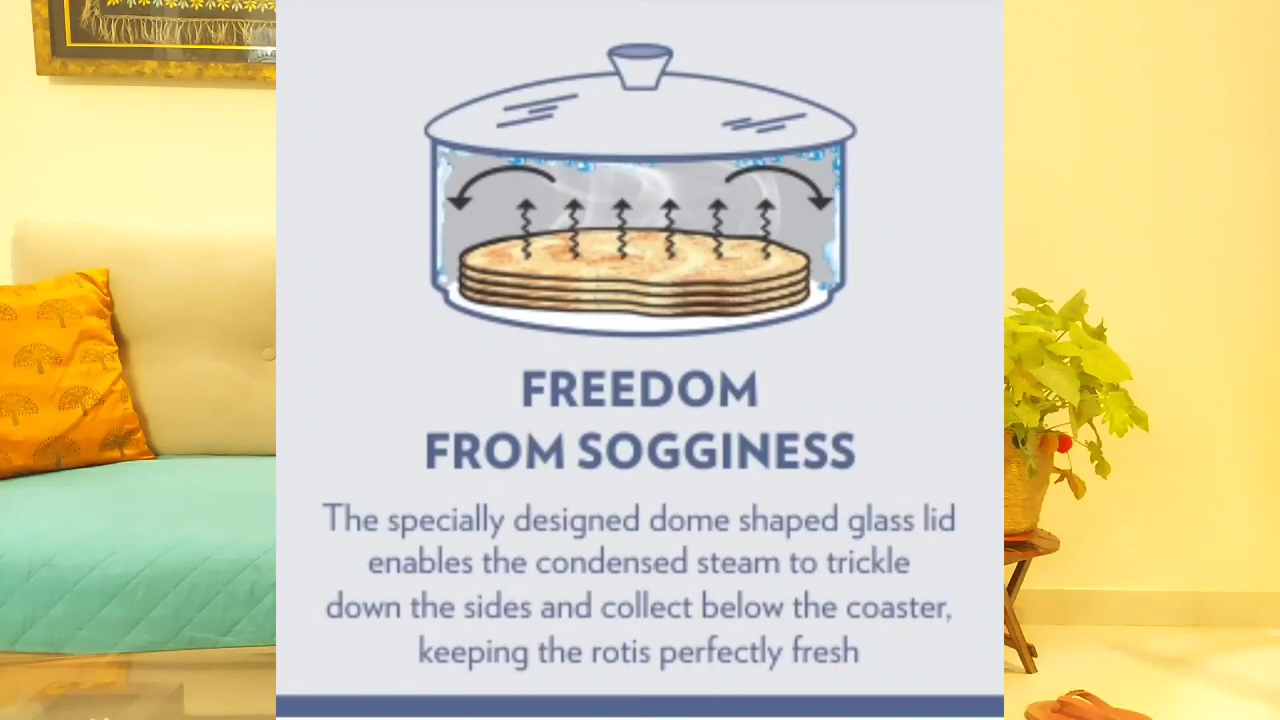 FREEDOM
FROM SOGGINESS
The specially designed dome shaped glass lid
enables the condensed steam to trickle
down the sides and collect below the coaster,
keeping the rotis perfectly fresh